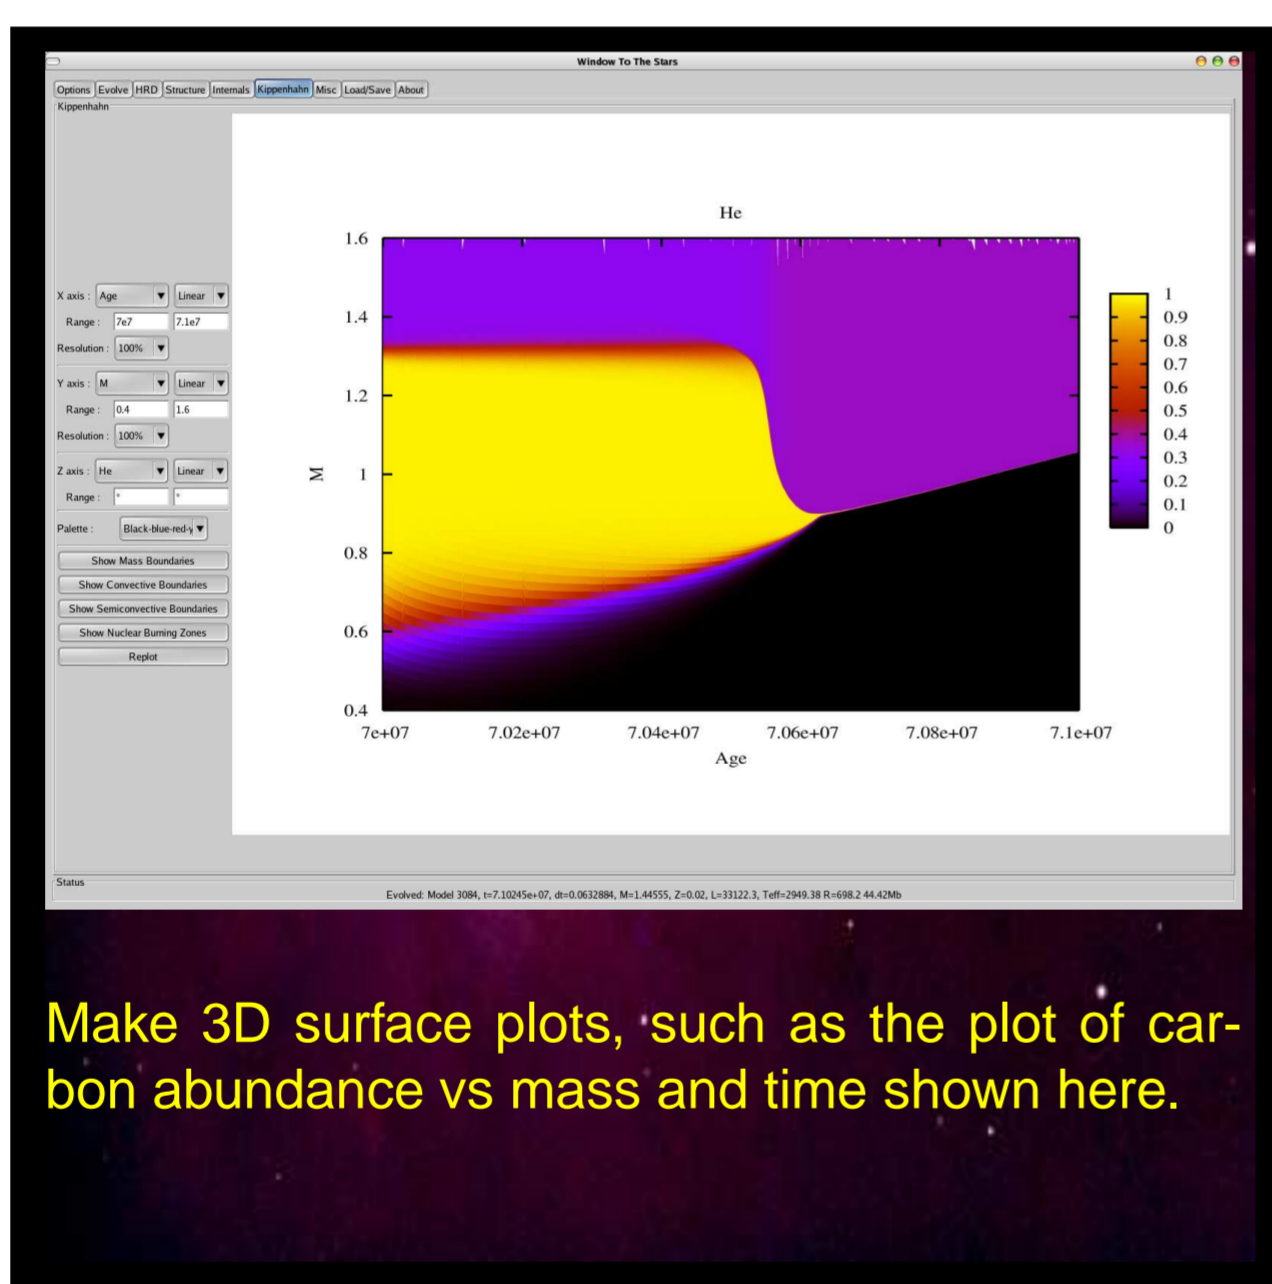 Window To The Stars
Options Evolve HRD Structure Internals Kippenhahn Misc Load/Save About
Kippenhahn
He
1.6
1.4
1.2
1
0.8
0.6
0.4
M
7e+07 7.02e+07 7.04e+07 7.06e+07 7.08e+07 7.1e+07
Age
1
0.9
0.8
0.7
0.6
0.5
0.4
0.3
0.2
0.1
0
X axis : Age Linear
Range : 7e7 7.1e7
Resolution : 100%
Y axis : M Linear
Range : 0.4 1.6
Resolution : 100%
Z axis : He Linear
Range : * *
Palette : Black-blue-red-y
Show Mass Boundaries
Show Convective Boundaries
Show Semiconvective Boundaries
Show Nuclear Burning Zones
Replot
Status
Evolved: Model 3084, t=7.10245e+07, dt=0.0632884, M=1.44555, Z=0.02, L=33122.3, Teff=2949.38 R=698.2 44.42Mb
Make 3D surface plots, such as the plot of car-
bon abundance vs mass and time shown here.